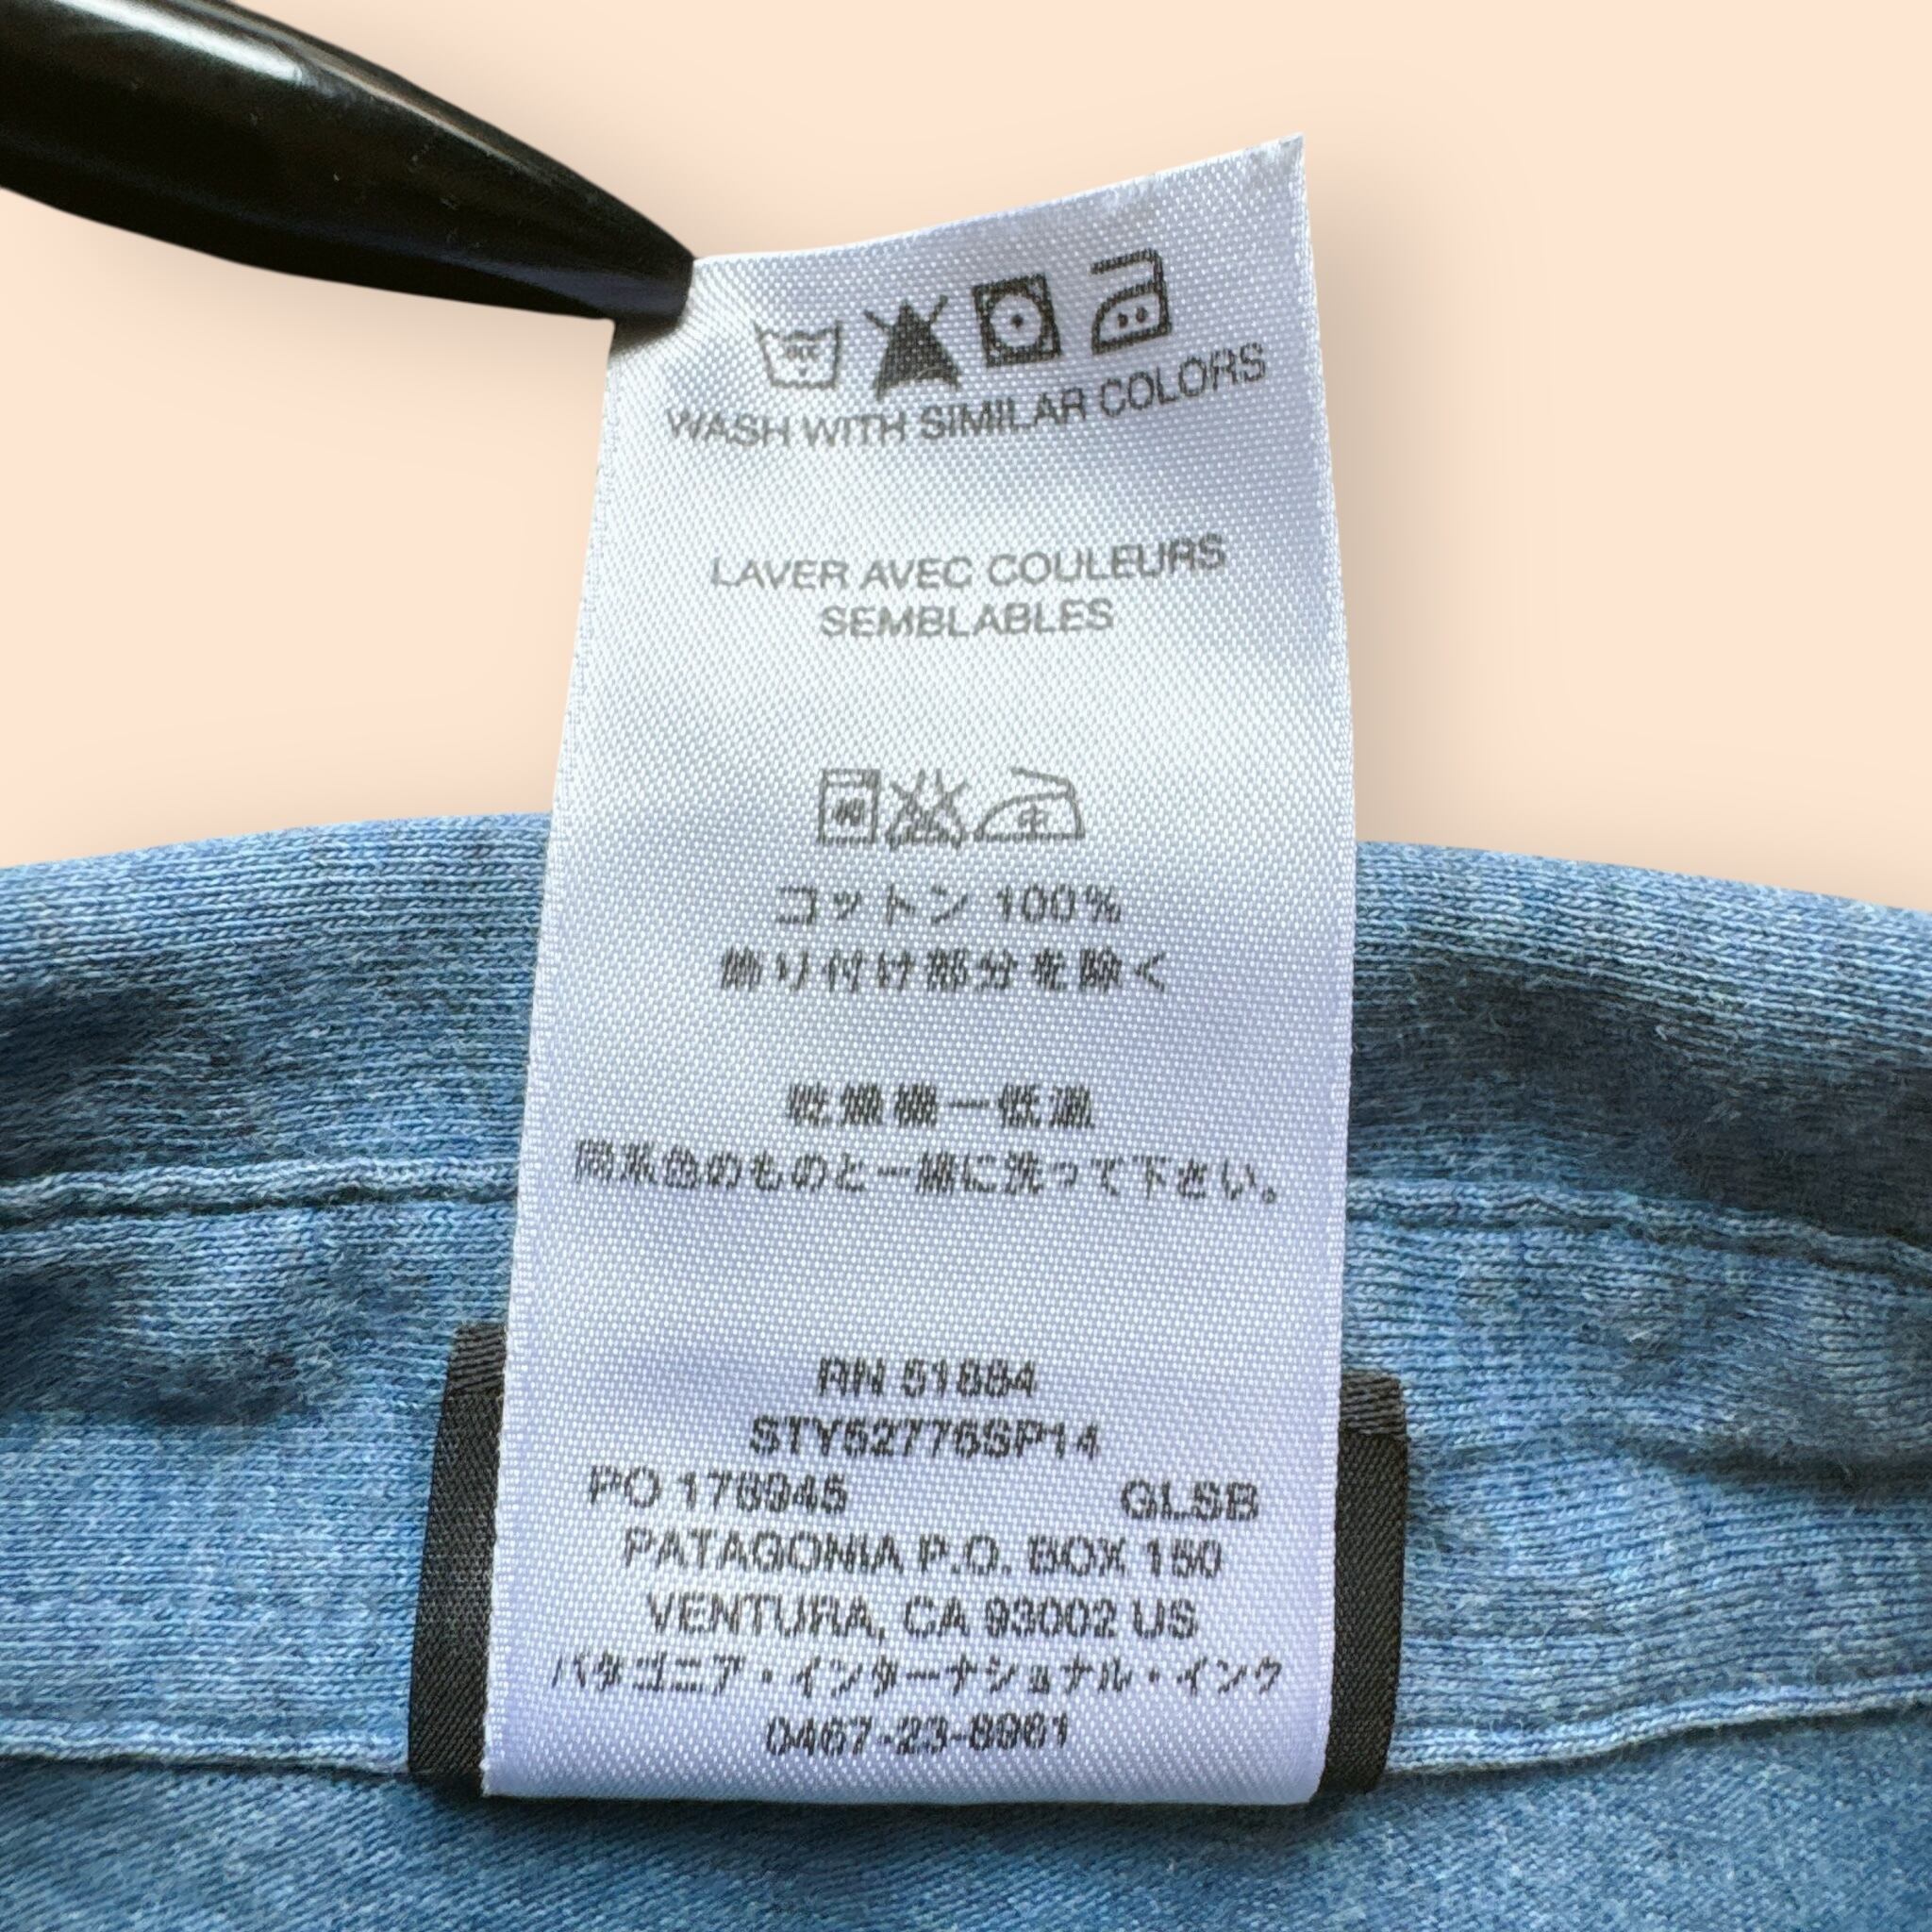 WASH WITH SIMILAR COLORS
LAVER AVEC COULEURS
SEMBLABLES
40
中
コットン 100%
飾り付け部分を除く
乾燥機ー低温
同系色のものと一緒に洗って下さい。
RN 51884
STY52776SP14
PO 178945 GLSB
PATAGONIA P.O. BOX 150
VENTURA, CA 93002 US
パタゴニア・インターナショナル・インク
0467-23-8961